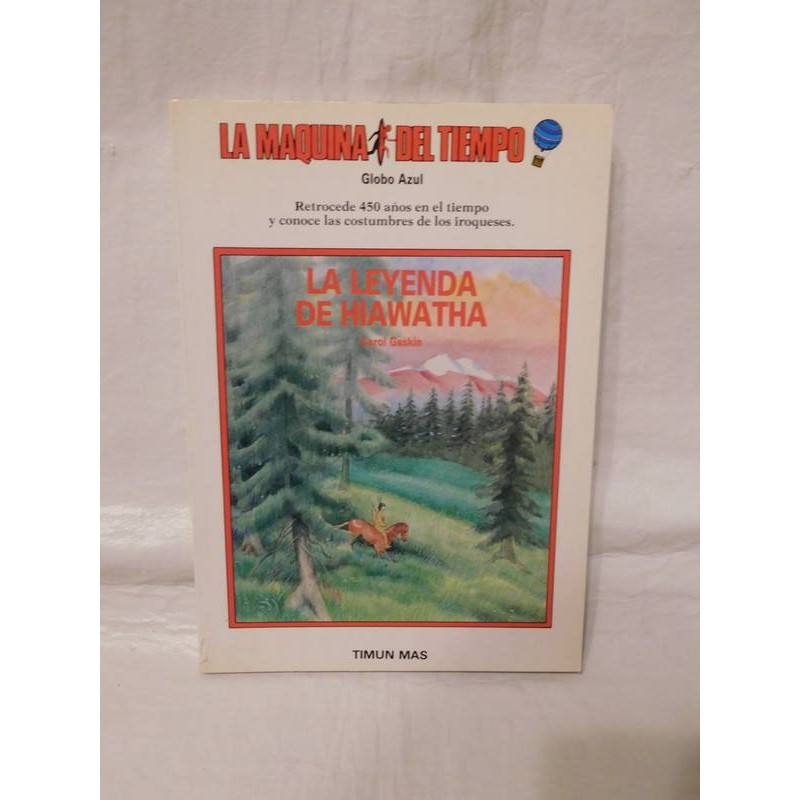 LA MAQUINA DEL TIEMPO
Globo Azul
Retrocede 450 años en el tiempo
y conoce las costumbres de los iroqueses.
LA LEYENDA
DE HIAWATHA
Carol Gaskin
TIMUN MAS